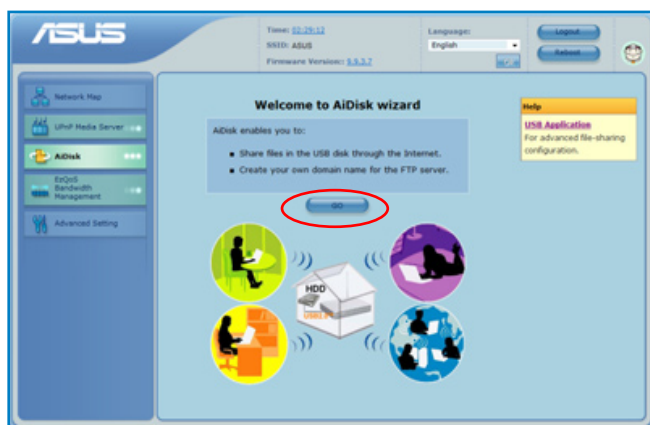 ASUS
Time: 02:29:12
SSID: ASUS
Firmware Version: 9.9.3.7
Language:
English
Logout
Reboot
Network Map
UPnP Media Server
AiDisk
EzQoS
Bandwidth
Management
Advanced Setting
Welcome to AiDisk wizard
AiDisk enables you to:
Share files in the USB disk through the Internet.
Create your own domain name for the FTP server.
GO
HDD
USB2.0
Help
USB Application
For advanced file-sharing
configuration.